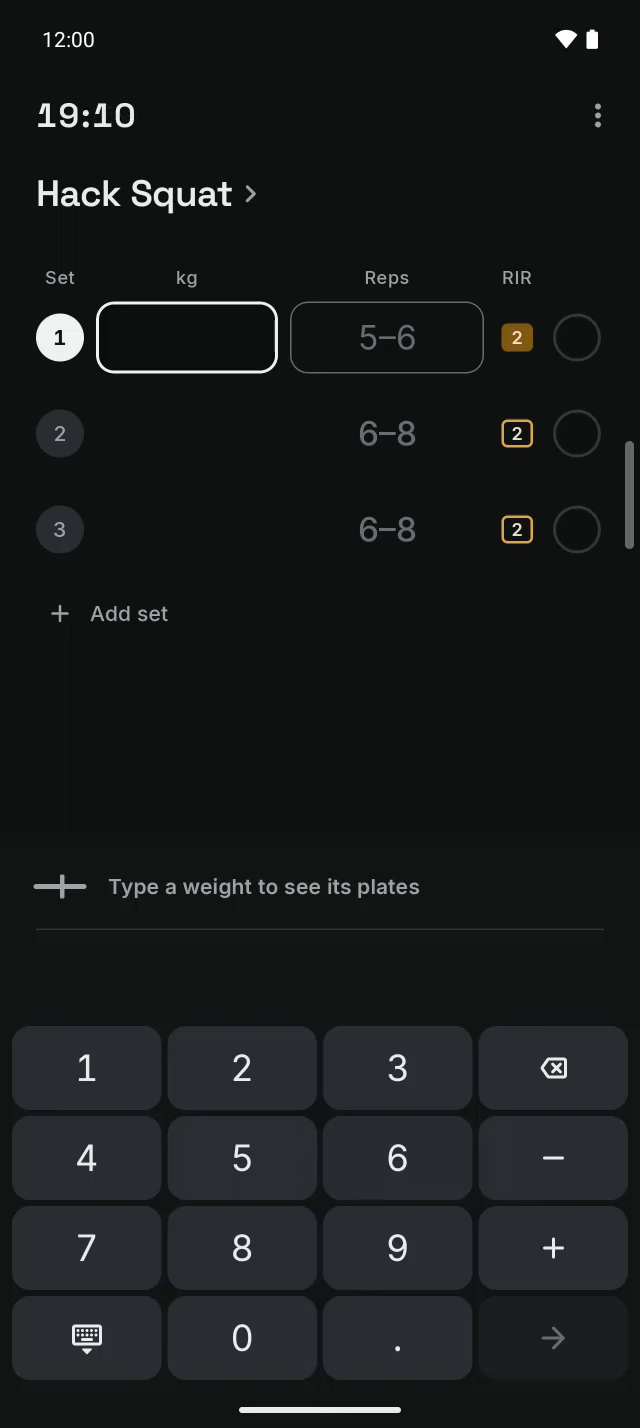 12:00
19:10
Hack Squat
Set kg Reps RIR
1 5–6 2
2 6–8 2
3 6–8 2
+ Add set
Type a weight to see its plates
1 2 3
4 5 6 −
7 8 9 +
0 .